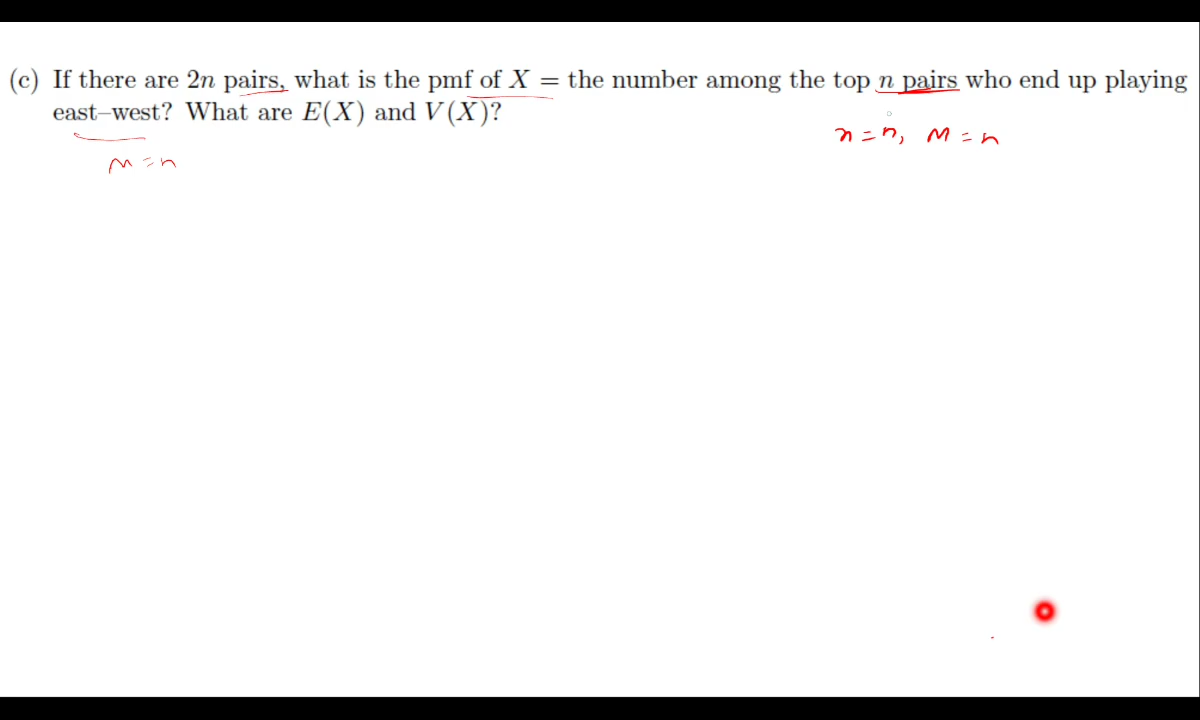 (c) If there are 2n pairs, what is the pmf of X = the number among the top n pairs who end up playing
east–west? What are E(X) and V(X)?
n = n, M = n
M = n